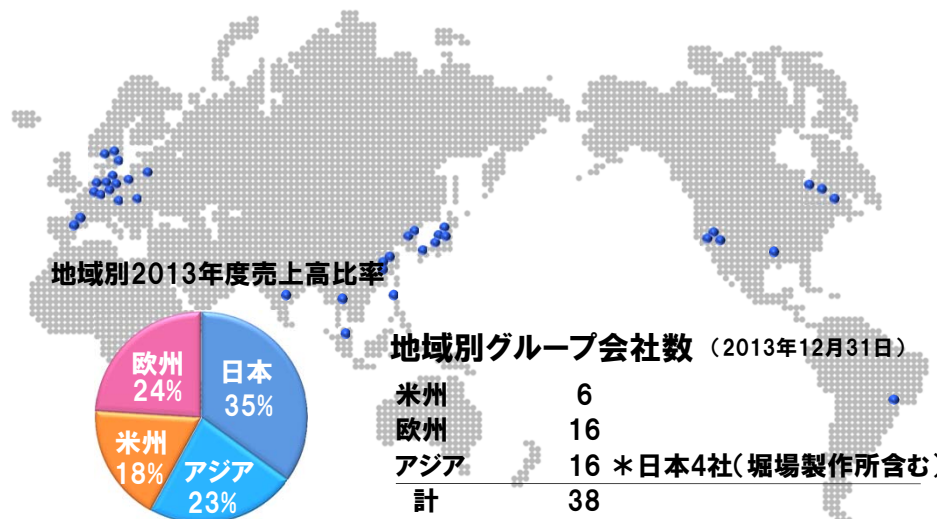 地域別2013年度売上高比率
欧州
24%
日本
35%
米州
18%
アジア
23%
地域別グループ会社数 (2013年12月31日)
米州 6
欧州 16
アジア 16 *日本4社(堀場製作所含む)
計 38